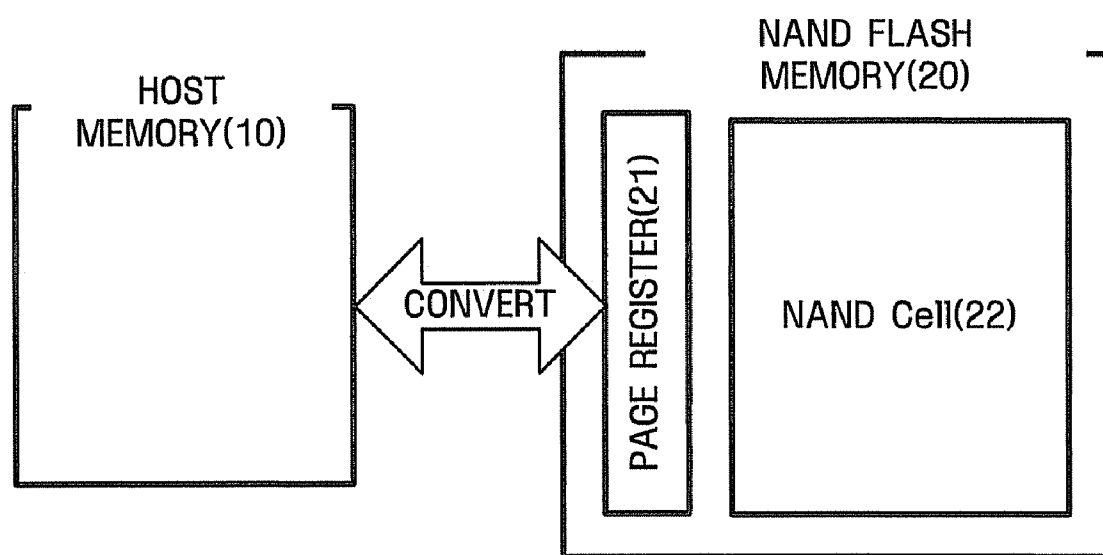 HOST
MEMORY(10)
CONVERT
NAND FLASH
MEMORY(20)
PAGE REGISTER(21)
NAND Cell(22)